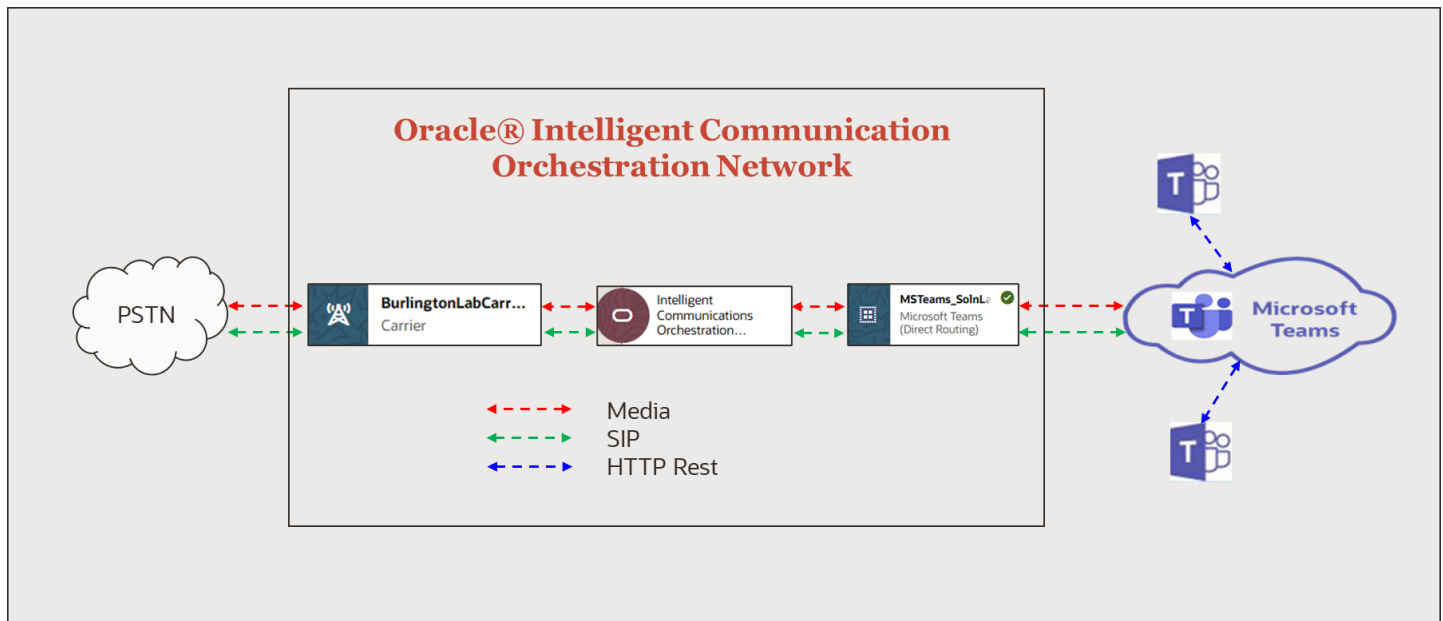 Oracle® Intelligent Communication
Orchestration Network
PSTN
BurlingtonLabCarr...
Carrier
Intelligent
Communications
Orchestration...
MSTeams_SolnLa
Microsoft Teams
(Direct Routing)
T
T
Microsoft
Teams
T
Media
SIP
HTTP Rest